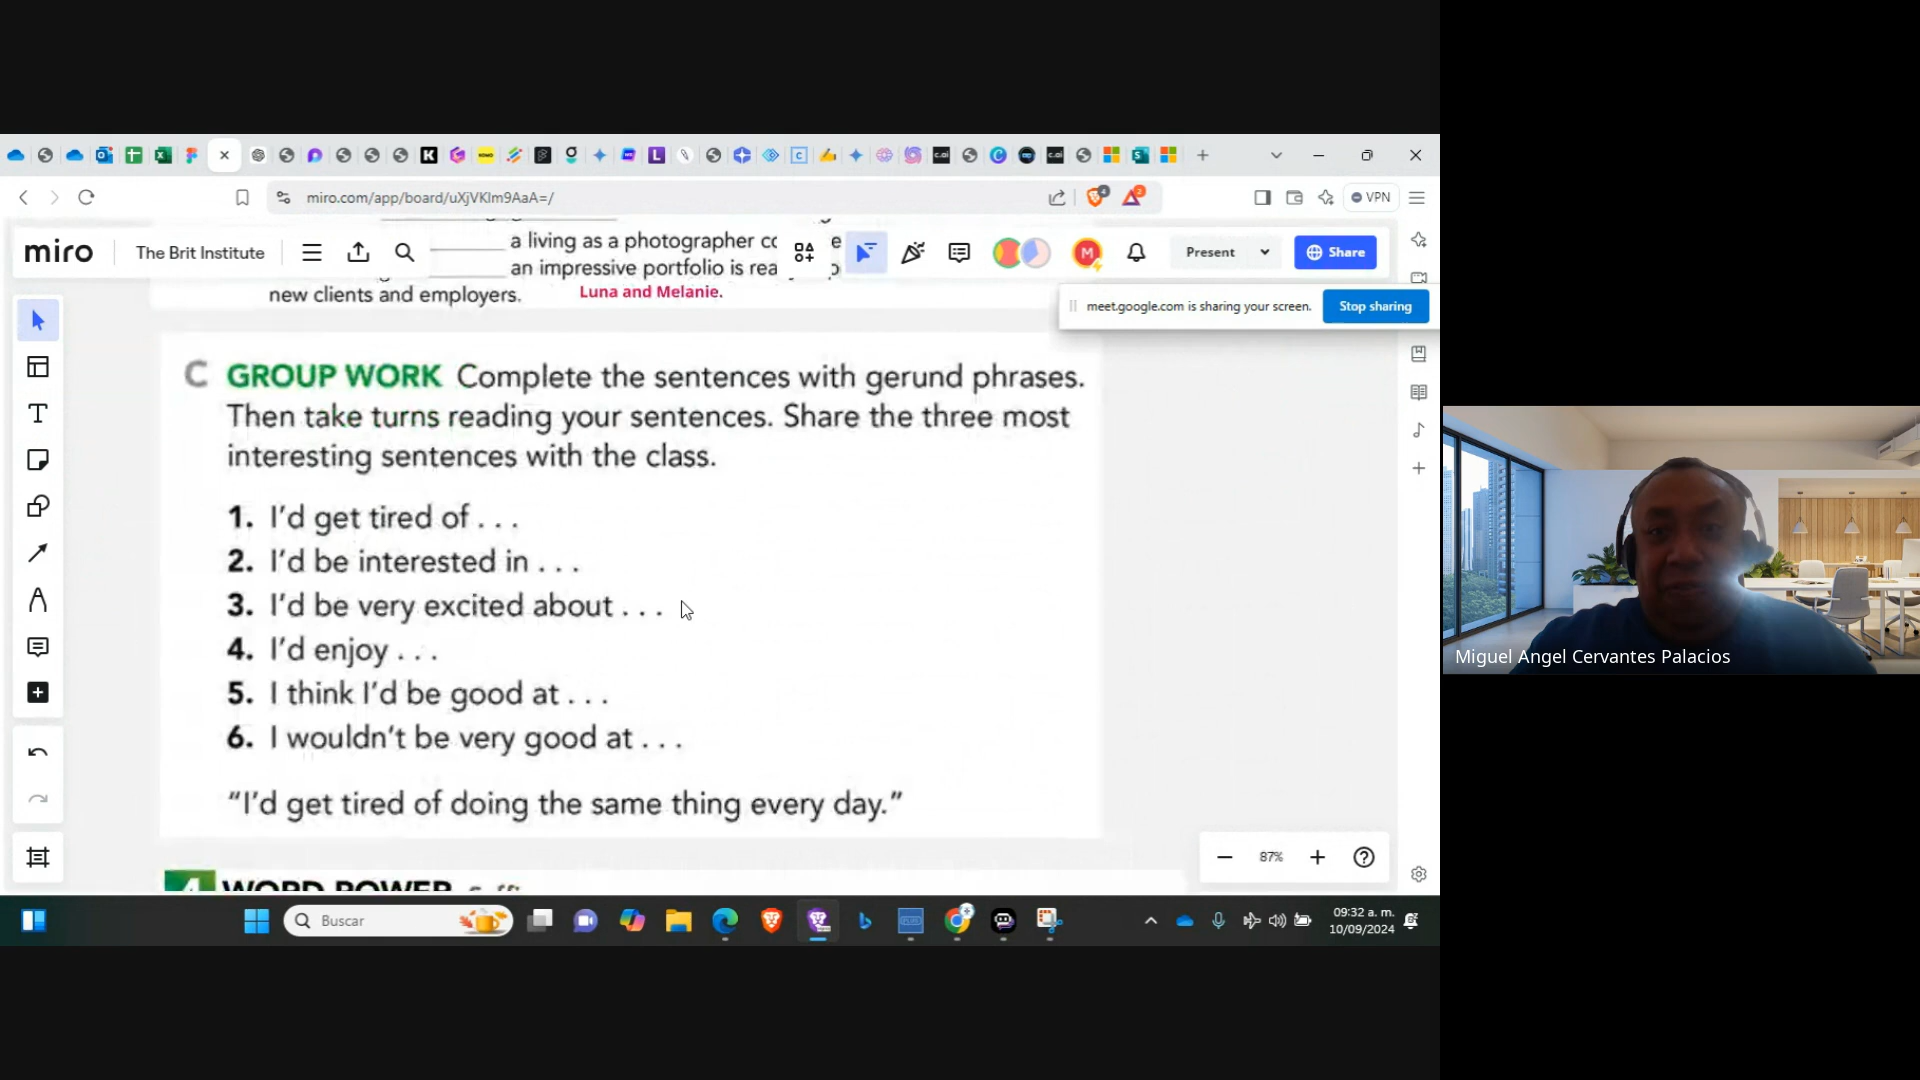 miro.com/app/board/uXjVKlm9AaA=/
VPN
miro
The Brit Institute
a living as a photographer
an impressive portfolio is
new clients and employers.
Luna and Melanie.
M
Present
Share
meet.google.com is sharing your screen.
Stop sharing
C GROUP WORK Complete the sentences with gerund phrases.
Then take turns reading your sentences. Share the three most
interesting sentences with the class.
1. I'd get tired of . . .
2. I'd be interested in . . .
3. I'd be very excited about . . .
4. I'd enjoy . . .
5. I think I'd be good at . . .
6. I wouldn't be very good at . . .
"I'd get tired of doing the same thing every day."
4 WORD POWER
87%
Buscar
09:32 a. m.
10/09/2024
Miguel Angel Cervantes Palacios